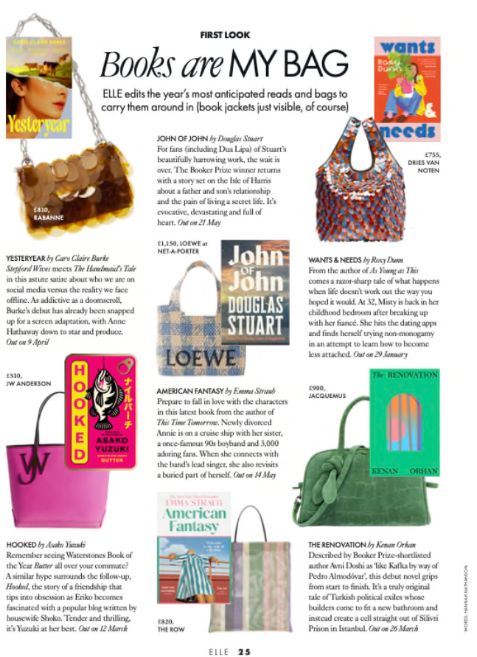 FIRST LOOK
Books are MY BAG
ELLE edits the year's most anticipated reads and bags to
carry them around in (book jackets just visible, of course)
Yesteryear
£830,
RABANNE
JOHN OF JOHN by Douglas Stuart
For fans (including Dua Lipa) of Stuart's
beautifully harrowing work, the wait is
over. The Booker Prize winner returns
with a story set on the Isle of Harris
about a father and son's relationship
and the pain of living a secret life. It's
evocative, devastating and full of
heart. Out on 21 May
wants
Roxy
Dunn
&
needs
£755,
DRIES VAN
NOTEN
YESTERYEAR by Caro Claire Burke
Stepford Wives meets The Handmaid's Tale
in this astute satire about who we are on
social media versus the reality we face
offline. As addictive as a doomscroll,
Burke's debut has already been snapped
up for a screen adaptation, with Anne
Hathaway down to star and produce.
Out on 9 April
£1,150, LOEWE at
NET-A-PORTER
John
of
John
DOUGLAS
STUART
LOEWE
WANTS & NEEDS by Roxy Dunn
From the author of As Young as This
comes a razor-sharp tale of what happens
when life doesn't work out the way you
hoped it would. At 32, Misty is back in her
childhood bedroom after breaking up
with her fiancé. She hits the dating apps
and finds herself trying non-monogamy
in an attempt to learn how to become
less attached. Out on 29 January
£530,
JW ANDERSON
HOOKED
ナイルパーチ
ASAKO
YUZUKI
BUTTER
JW
AMERICAN FANTASY by Emma Straub
Prepare to fall in love with the characters
in this latest book from the author of
This Time Tomorrow. Newly divorced
Annie is on a cruise ship with her sister,
a once-famous 90s boyband and 3,000
adoring fans. When she connects with
the band's lead singer, she also revisits
a buried part of herself. Out on 14 May
£900,
JACQUEMUS
The RENOVATION
KENAN ORHAN
HOOKED by Asako Yuzuki
Remember seeing Waterstones Book of
the Year Butter all over your commute?
A similar hype surrounds the follow-up,
Hooked, the story of a friendship that
tips into obsession as Eriko becomes
fascinated with a popular blog written by
housewife Shoko. Tender and thrilling,
it's Yuzuki at her best. Out on 12 March
EMMA STRAUB
American
Fantasy
£820,
THE ROW
THE RENOVATION by Kenan Orhan
Described by Booker Prize-shortlisted
author Avni Doshi as 'like Kafka by way of
Pedro Almodóvar', this debut novel grips
from start to finish. It's a truly original
tale of Turkish political exiles whose
builders come to fit a new bathroom and
instead create a cell straight out of Silivri
Prison in Istanbul. Out on 26 March
ELLE 25